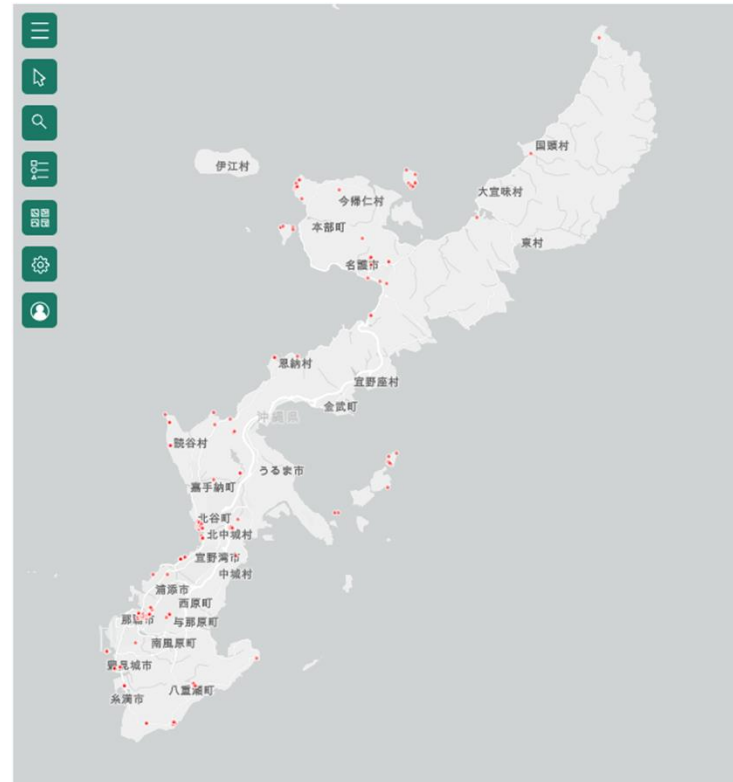 国頭村
伊江村
大宜味村
今帰仁村
本部町
東村
名護市
恩納村
宜野座村
金武町
沖縄県
読谷村
うるま市
嘉手納町
北谷町
北中城村
宜野湾市
中城村
浦添市
西原町
那覇市
与那原町
南風原町
豊見城市
八重瀬町
糸満市